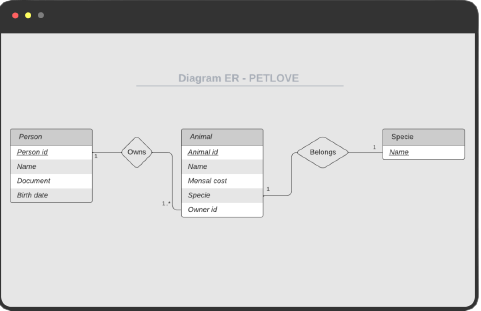 Diagram ER - PETLOVE
Person
Person id
Name
Document
Birth date
1
Owns
1..*
Animal
Animal id
Name
Mensal cost
Specie
Owner id
1
Belongs
1
Specie
Name